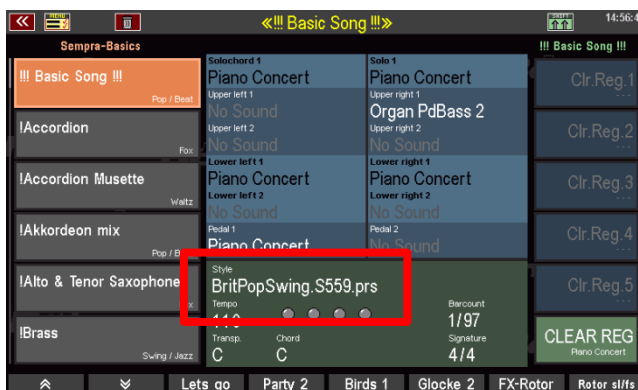 MENU
«!!! Basic Song !!!»
SHIFT
14:56:4
Sempra-Basics
!!! Basic Song !!!
!!! Basic Song !!!
Pop / Beat
!Accordion
Fox
!Accordion Musette
Waltz
!Akkordeon mix
Pop /
!Alto & Tenor Saxophone
!Brass
Swing / Jazz
Solochord 1
Piano Concert
Solo 1
Piano Concert
Upper left 1
No Sound
Upper right 1
Organ PdBass 2
Upper left 2
No Sound
Upper right 2
No Sound
Lower left 1
Piano Concert
Lower right 1
Piano Concert
Lower left 2
No Sound
Lower right 2
No Sound
Pedal 1
Piano Concert
Pedal 2
No Sound
Style
BritPopSwing.S559.prs
Tempo
Barcount
1/97
Transp.
C
Chord
C
Signature
4/4
Clr.Reg.1
Clr.Reg.2
Clr.Reg.3
Clr.Reg.4
Clr.Reg.5
CLEAR REG
Piano Concert
Lets go
Party 2
Birds 1
Glocke 2
FX-Rotor
Rotor sl/fs